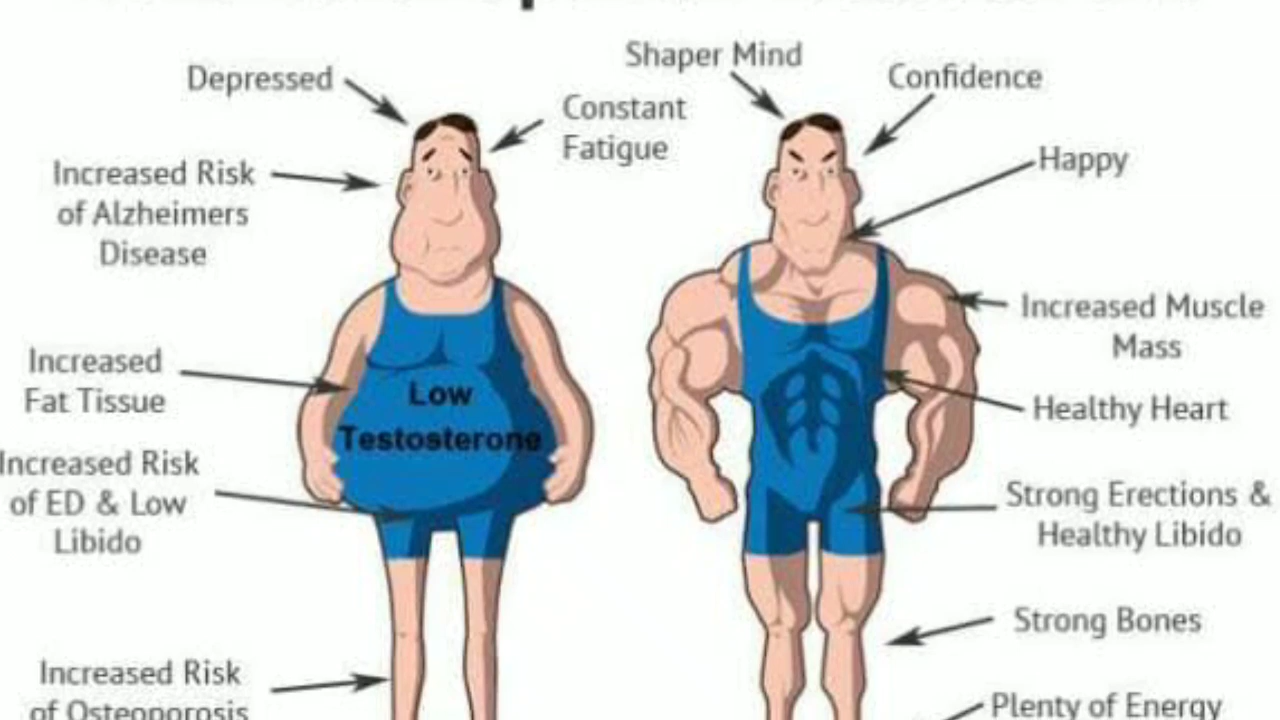 Shaper Mind
Depressed
Confidence
Constant
Fatigue
Happy
Increased Risk
of Alzheimers
Disease
Increased Muscle
Mass
Increased
Fat Tissue
Low
Testosterone
Healthy Heart
Increased Risk
of ED & Low
Libido
Strong Erections &
Healthy Libido
Strong Bones
Increased Risk
of Osteoporosis
Plenty of Energy